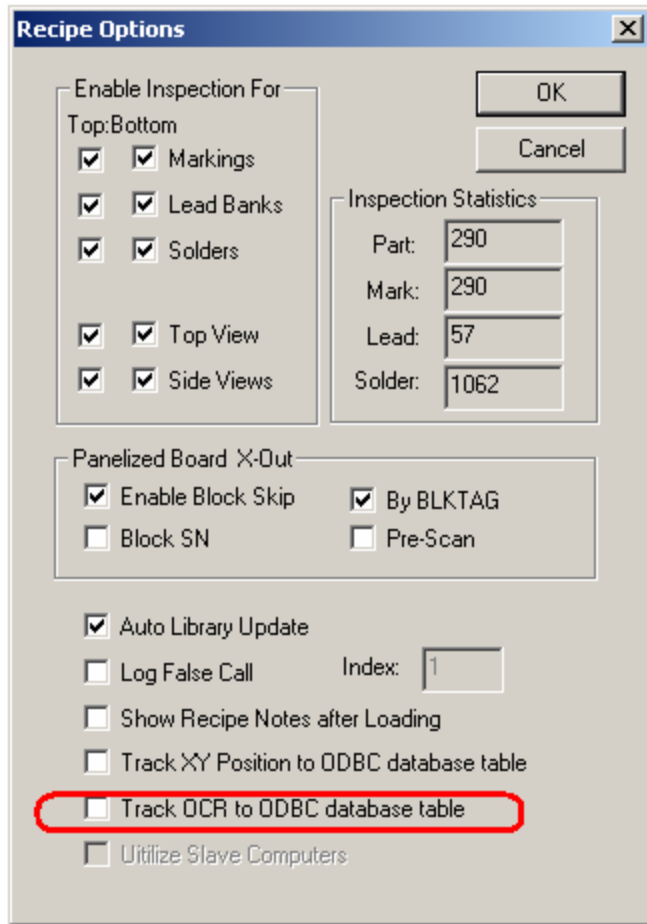 Recipe Options
Enable Inspection For
OK
Top:Bottom
Cancel
Markings
Lead Banks
Inspection Statistics
Solders
Part: 290
Mark: 290
Top View
Lead: 57
Side Views
Solder: 1062
Panelized Board X-Out
Enable Block Skip
By BLKTAG
Block SN
Pre-Scan
Auto Library Update
Log False Call
Index: 1
Show Recipe Notes after Loading
Track XY Position to ODBC database table
Track OCR to ODBC database table
Uitilize Slave Computers